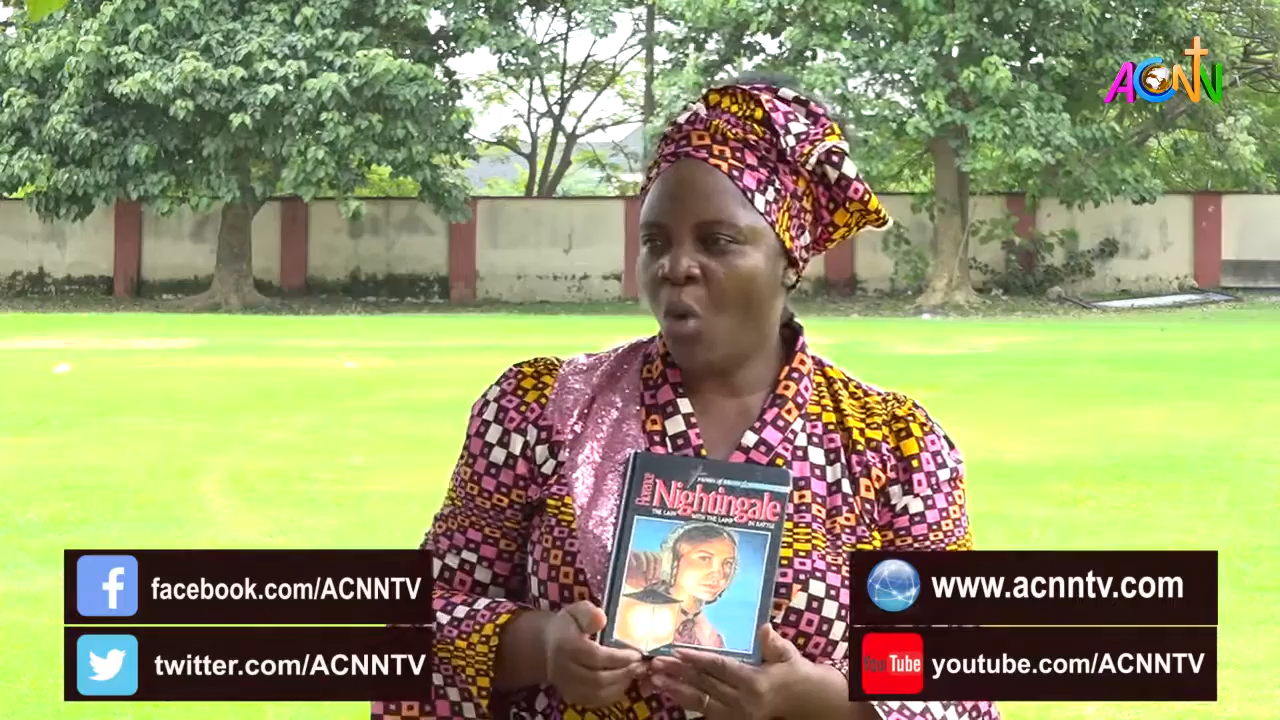 ACNN
Florence
Nightingale
THE LADY WITH THE LAMP IN BATTLE
facebook.com/ACNNTV
www.acnntv.com
twitter.com/ACNNTV
YouTube
youtube.com/ACNNTV